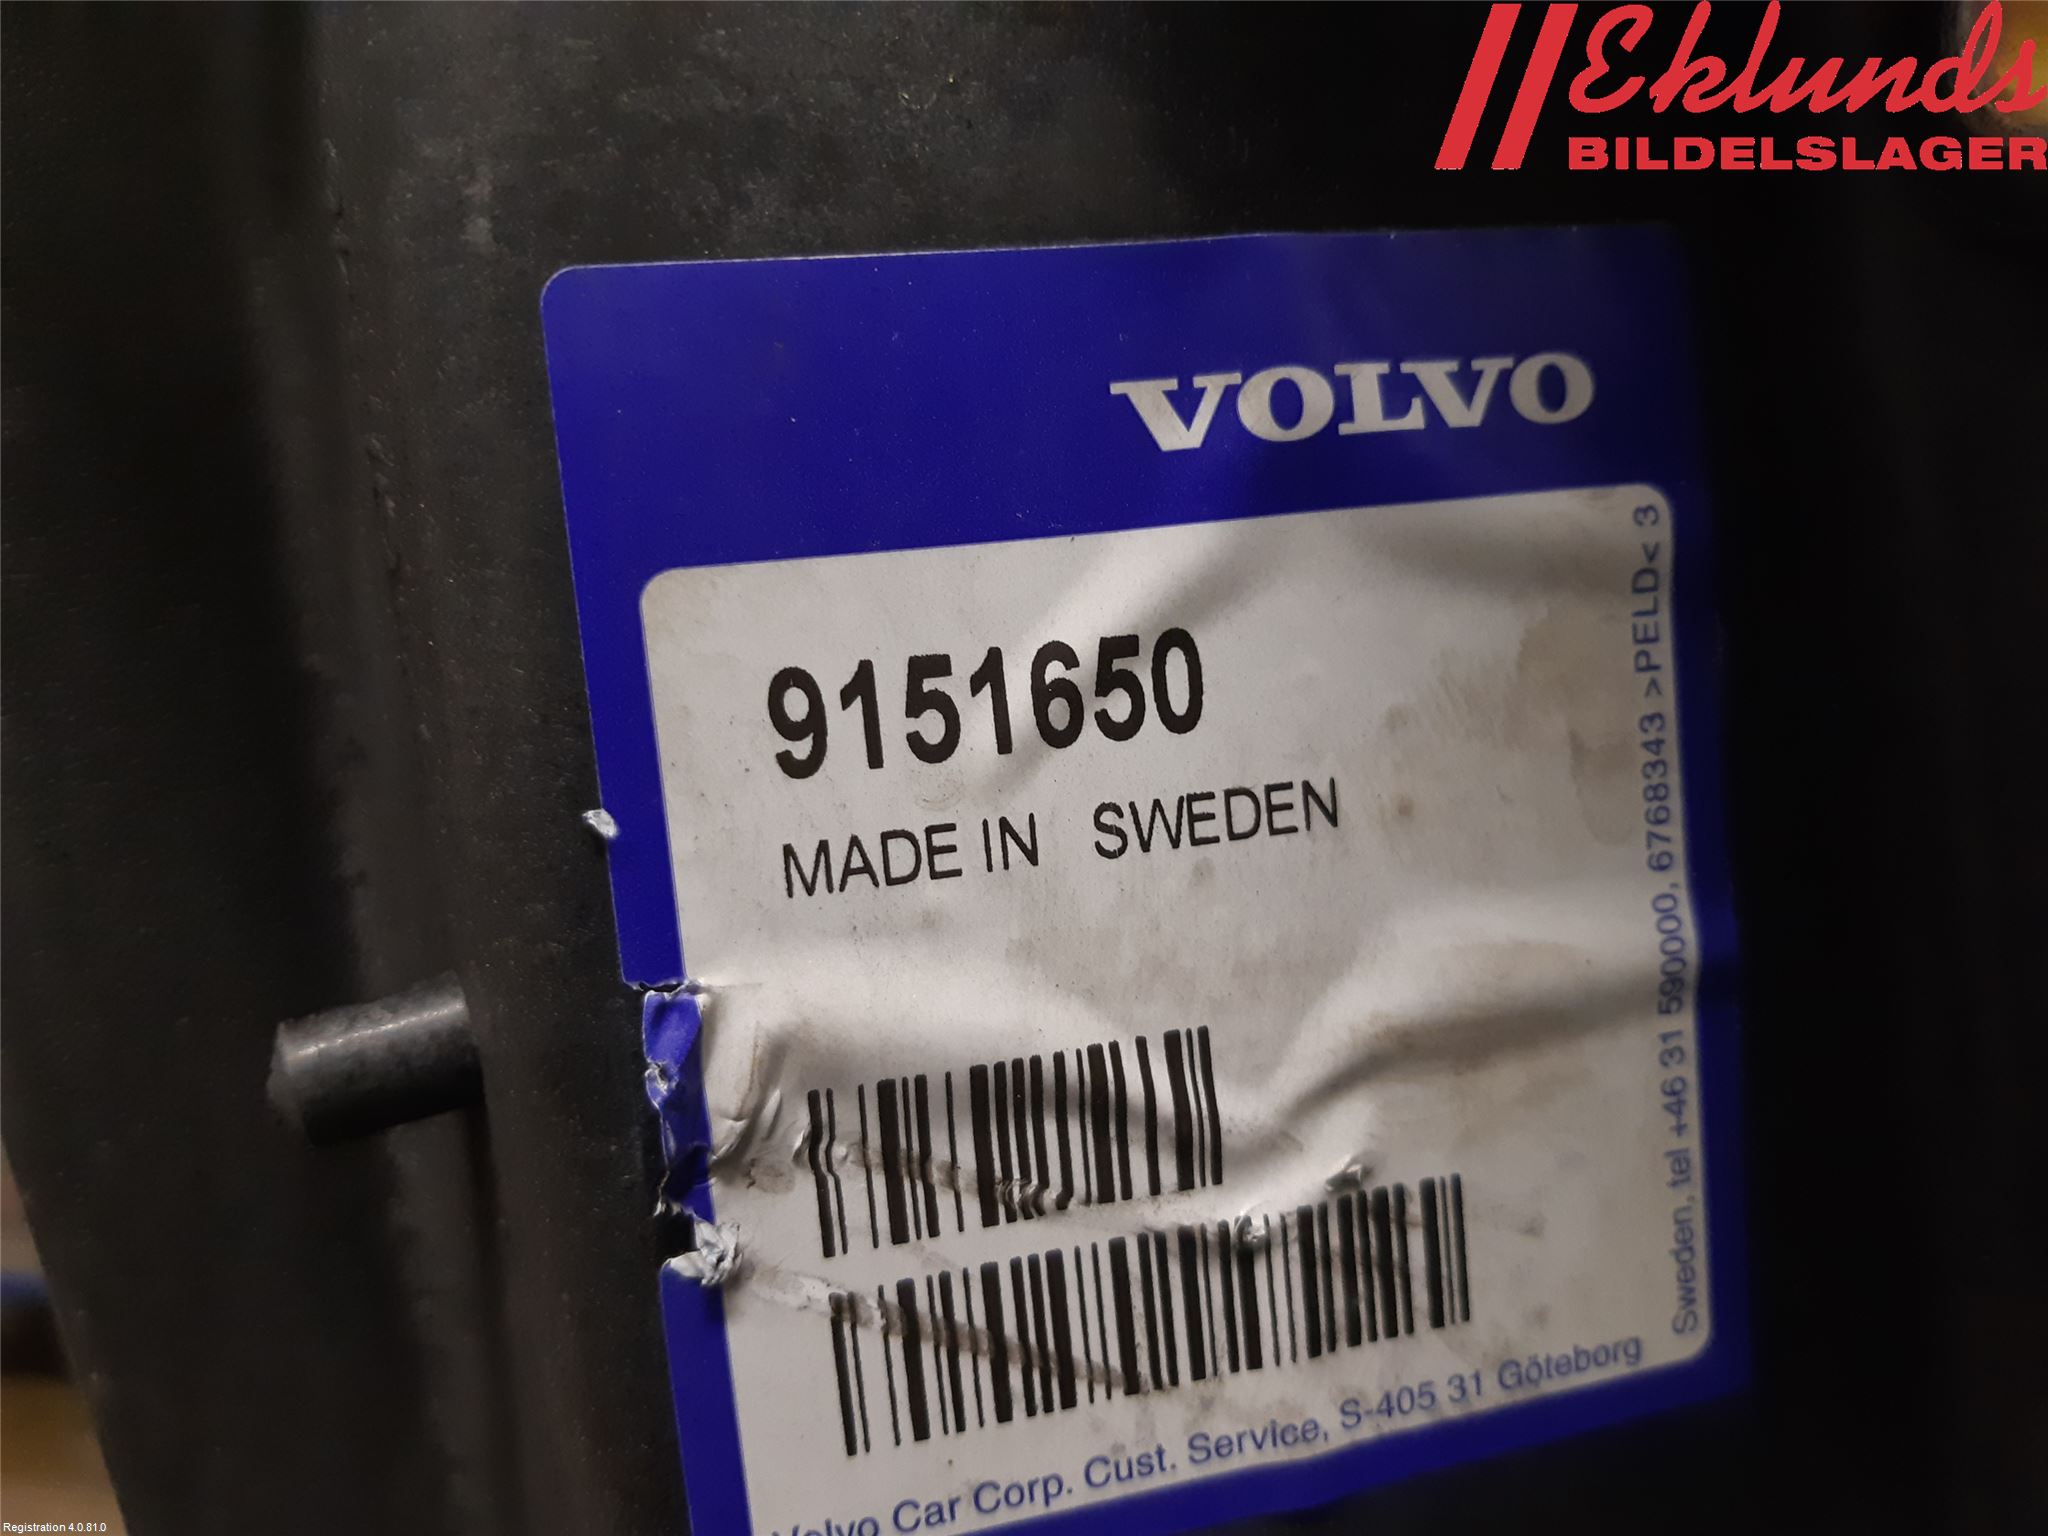 Eklunds
BILDELSLAGER
VOLVO
9151650
MADE IN SWEDEN
Volvo Car Corp. Cust. Service, S-405 31 Göteborg
Sweden, tel +46 31 590000, 6768343 >PELD< 3
Registration 4.0.81.0